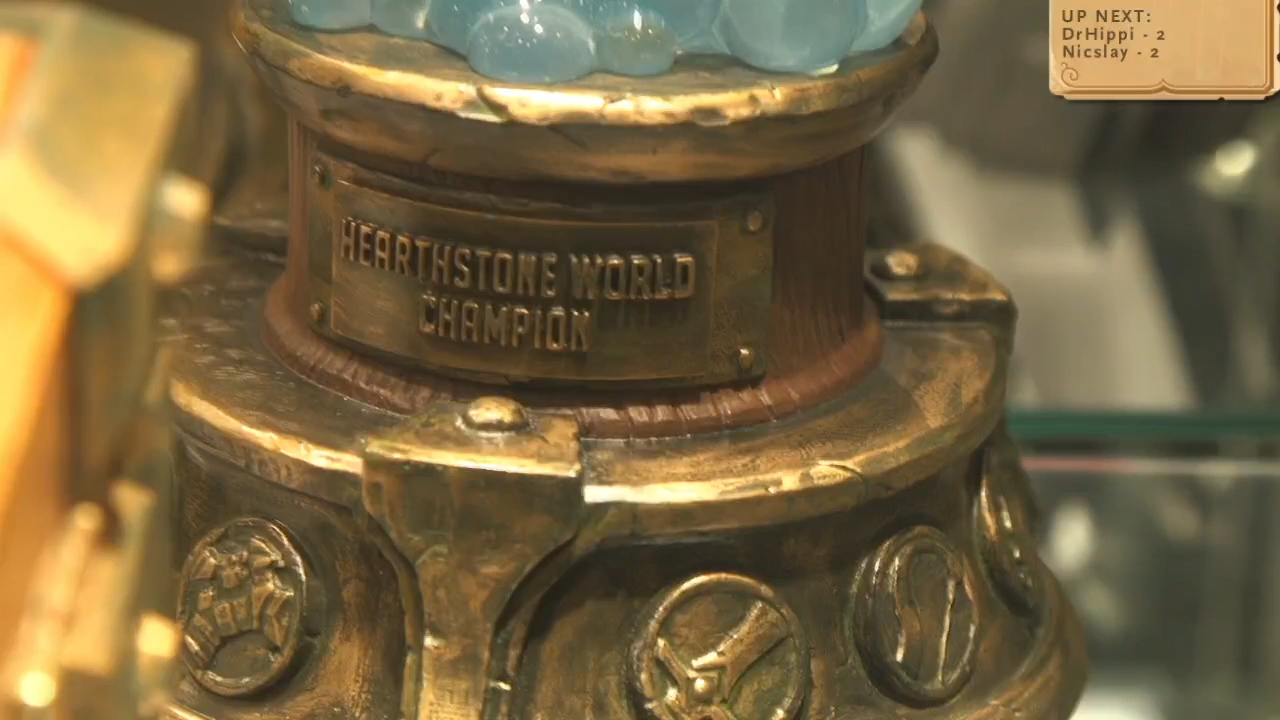 UP NEXT:
DrHippi - 2
Nicslay - 2
HEARTHSTONE WORLD
CHAMPION